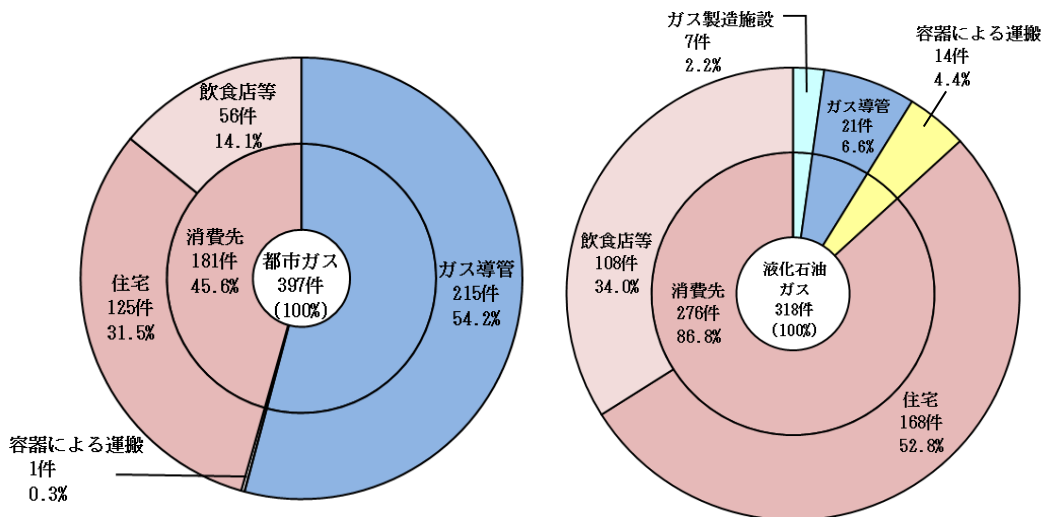 飲食店等
56件
14.1%
消費先
181件
45.6%
都市ガス
397件
(100%)
ガス導管
215件
54.2%
住宅
125件
31.5%
容器による運搬
1件
0.3%
ガス製造施設
7件
2.2%
容器による運搬
14件
4.4%
ガス導管
21件
6.6%
飲食店等
108件
34.0%
消費先
276件
86.8%
液化石油
ガス
318件
(100%)
住宅
168件
52.8%